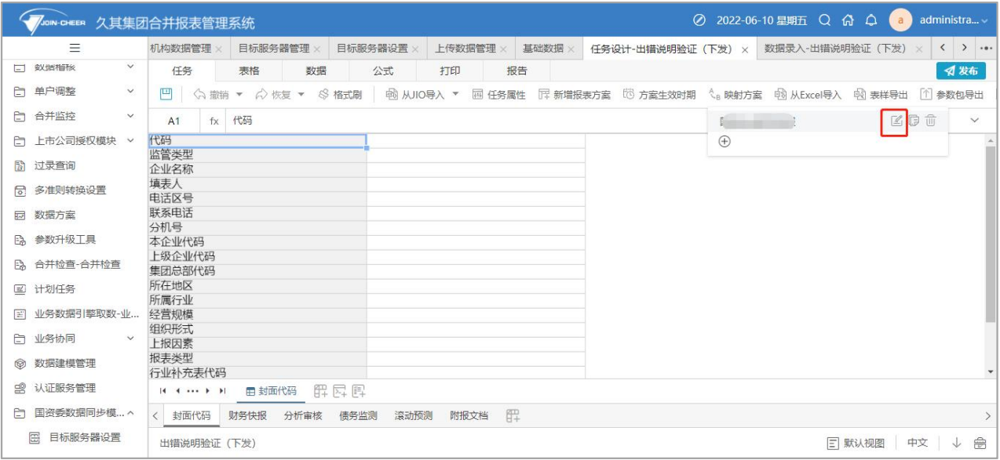 JOIN-CHEER 久其集团合并报表管理系统 2022-06-10 星期五 a administra...
机构数据管理 × 目标服务器管理 × 目标服务器设置 × 上传数据管理 × 基础数据 × 任务设计-出错说明验证（下发） × 数据录入-出错说明验证（下发） ×
数据稽核 任务 表格 数据 公式 打印 报告 发布
单户调整 撤销 恢复 格式刷 从JIO导入 任务属性 新增报表方案 方案生效时期 映射方案 从Excel导入 表样导出 参数包导出
合并监控 A1 fx 代码
上市公司授权模块 代码
监管类型
过录查询 企业名称
填表人
多准则转换设置 电话区号
联系电话
数据方案 分机号
参数升级工具 本企业代码
上级企业代码
合并检查-合并检查 集团总部代码
所在地区
计划任务 所属行业
业务数据引擎取数-业... 经营规模
组织形式
业务协同 上报因素
报表类型
数据建模管理 行业补充表代码
认证服务管理 封面代码
国资委数据同步模... 封面代码 财务快报 分析审核 债务监测 滚动预测 附报文档
目标服务器设置 出错说明验证（下发） 默认视图 中文